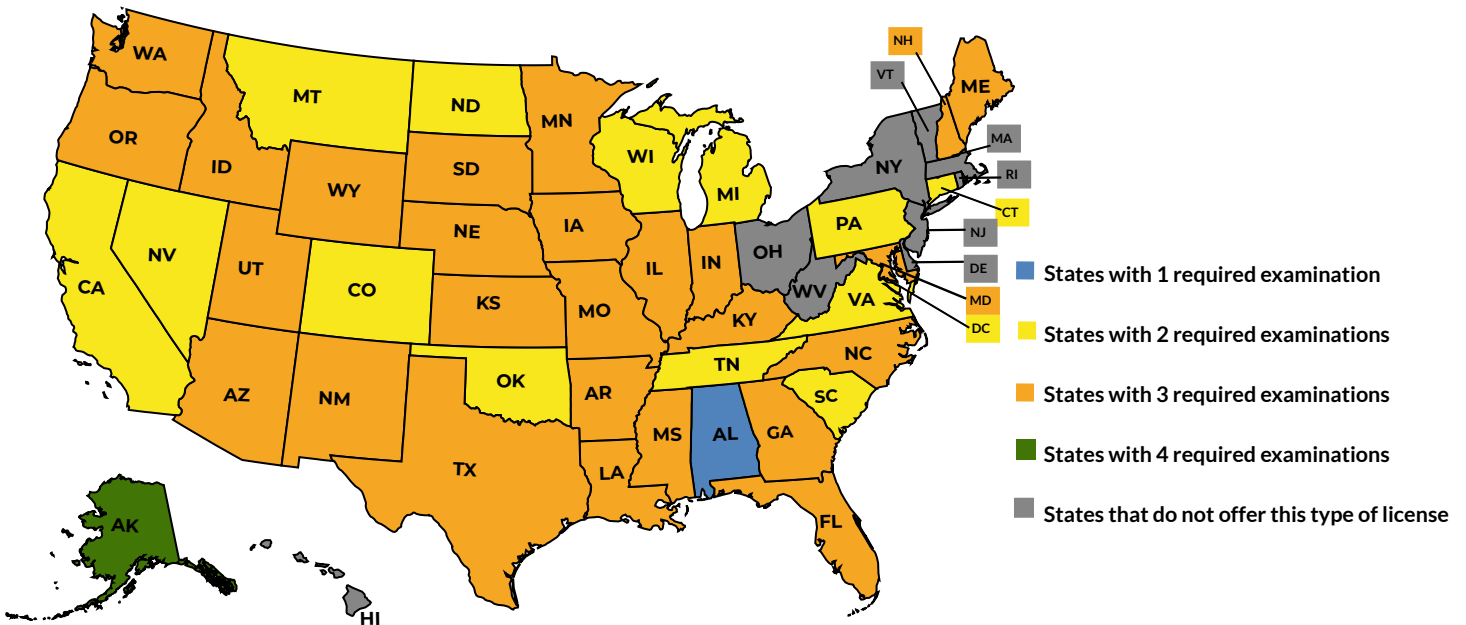 WA
OR
ID
MT
ND
MN
SD
WY
NE
IA
WI
MI
NV
UT
CO
CA
KS
MO
IL
IN
OH
PA
NY
ME
NH
VT
MA
RI
CT
NJ
DE
MD
DC
WV
VA
KY
NC
TN
SC
AZ
NM
OK
AR
MS
AL
GA
LA
TX
FL
AK
HI
States with 1 required examination
States with 2 required examinations
States with 3 required examinations
States with 4 required examinations
States that do not offer this type of license